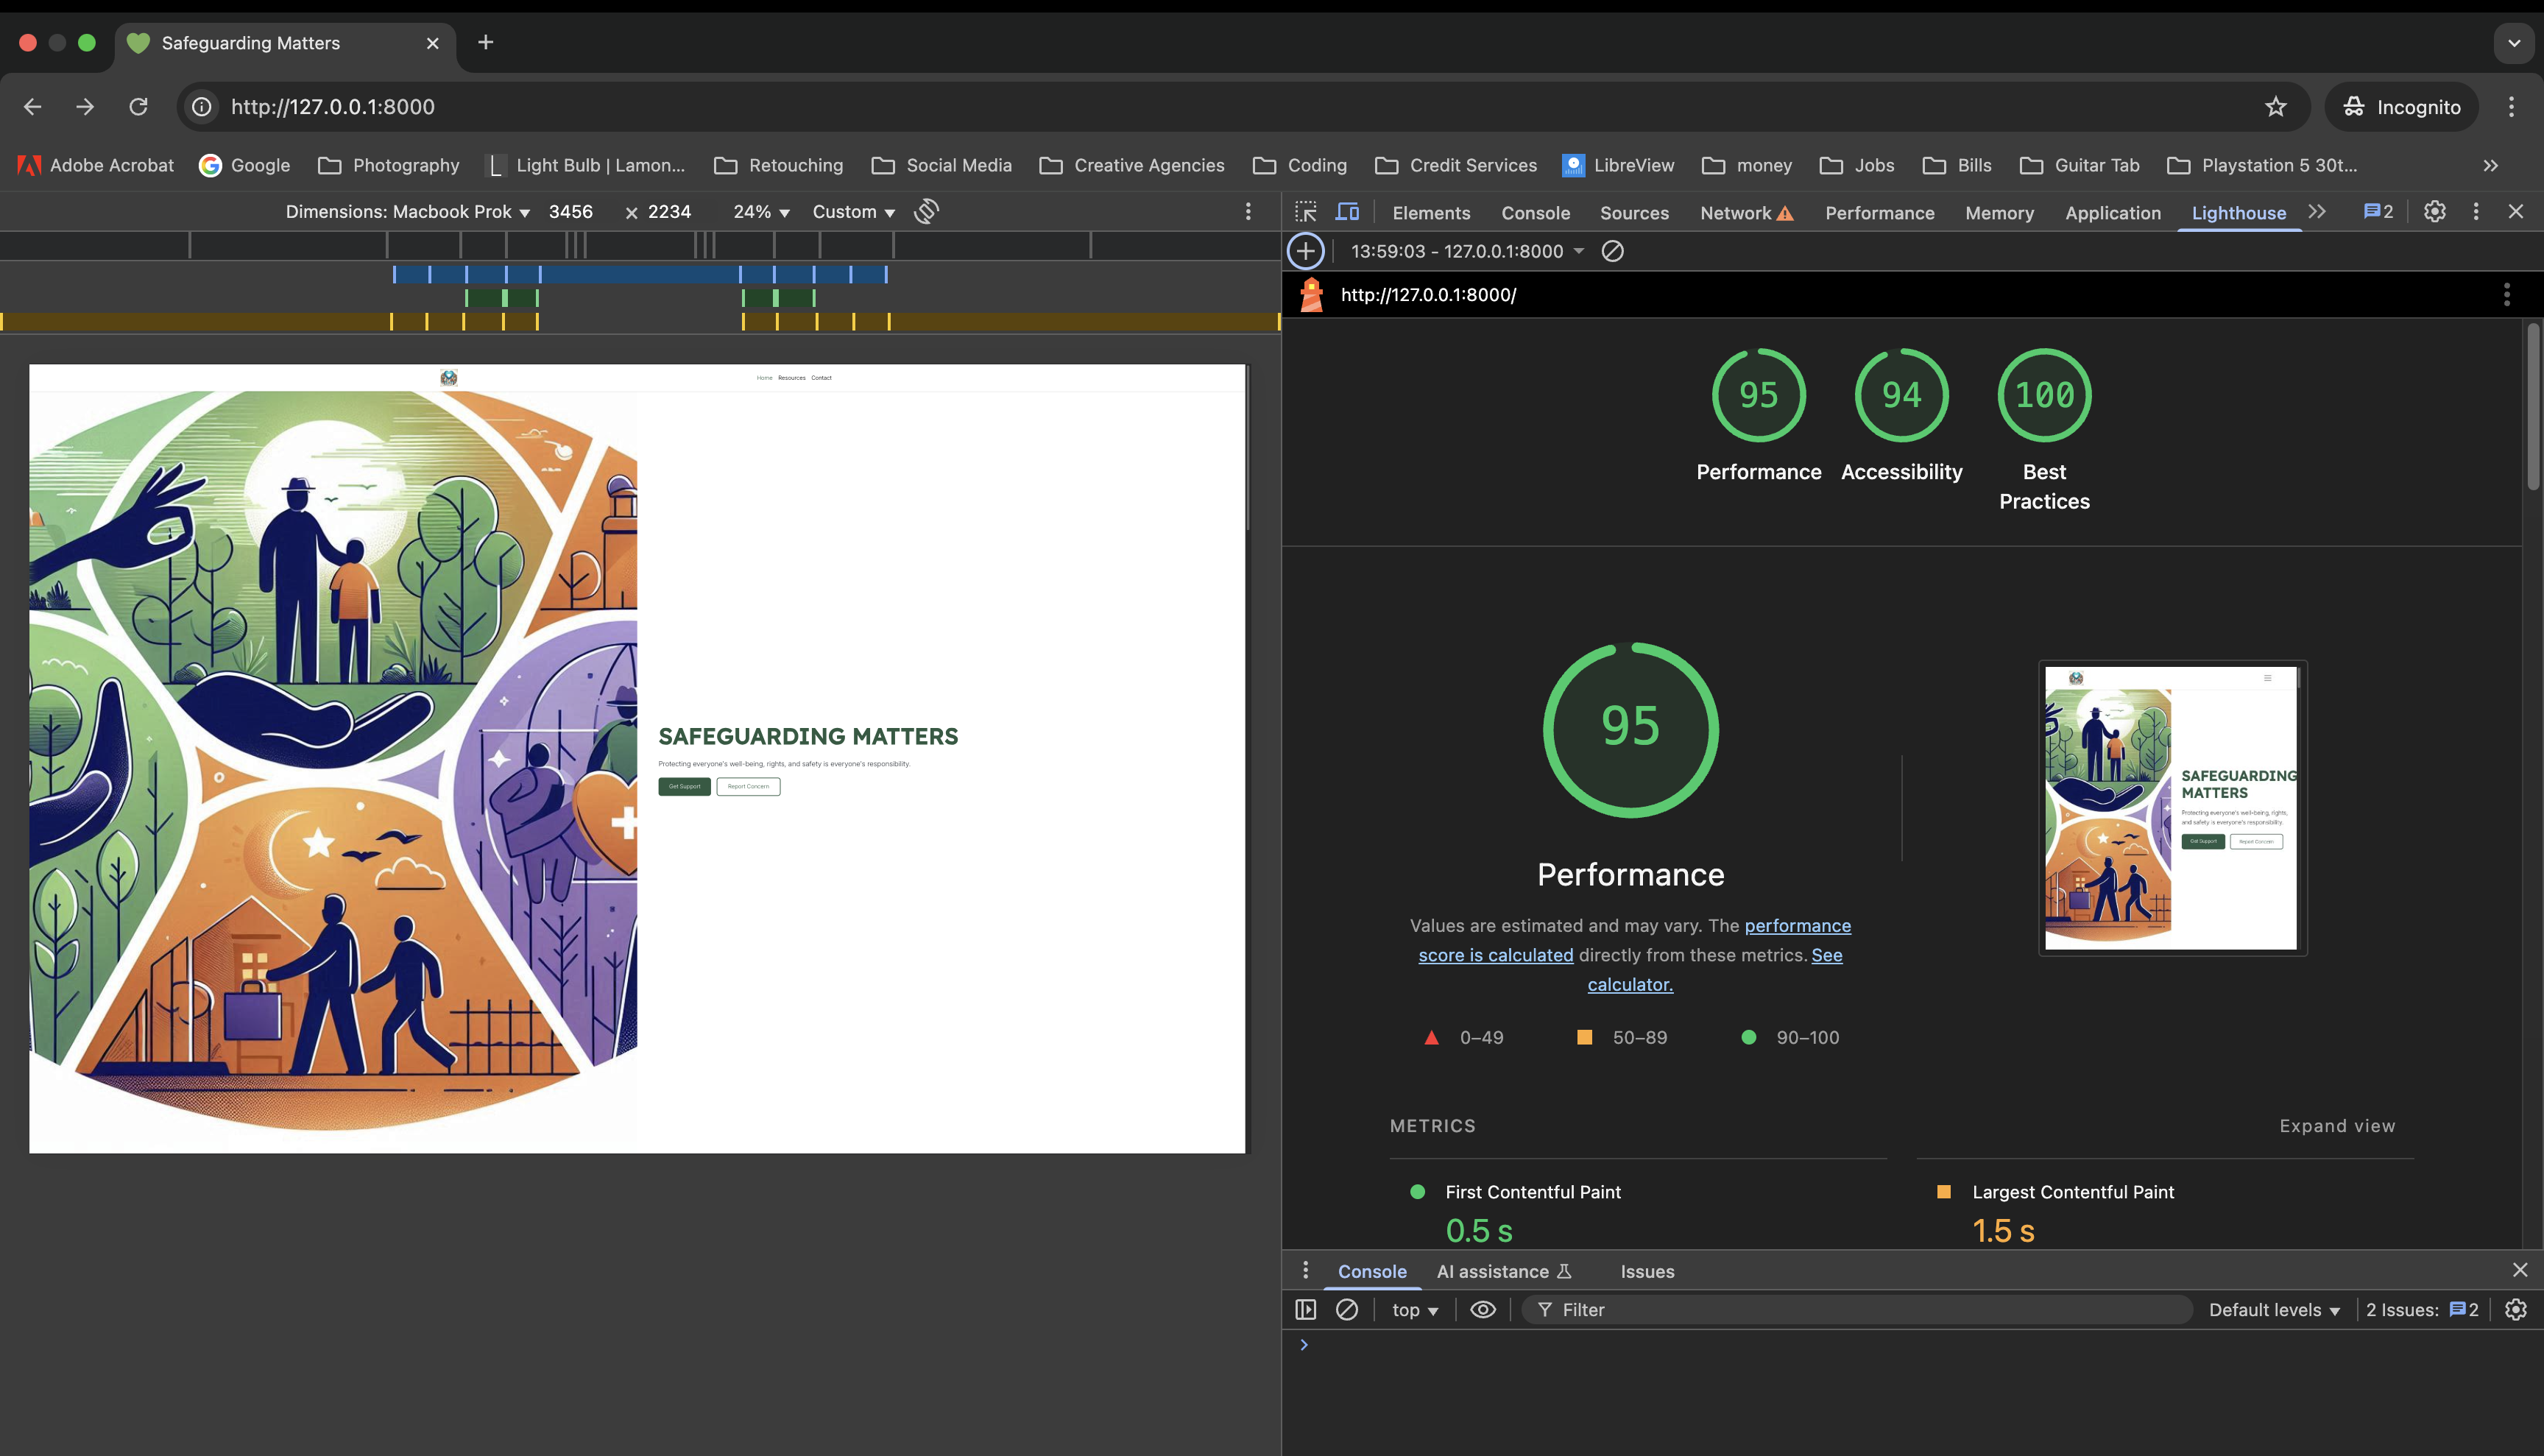 Safeguarding Matters
http://127.0.0.1:8000
Incognito
Adobe Acrobat Google Photography Light Bulb | Lamon... Retouching Social Media Creative Agencies Coding Credit Services LibreView money Jobs Bills Guitar Tab Playstation 5 30t...
Dimensions: Macbook Prok 3456 x 2234 24% Custom
Elements Console Sources Network Performance Memory Application Lighthouse 2
13:59:03 - 127.0.0.1:8000
http://127.0.0.1:8000/
Home Resources Contact
SAFEGUARDING MATTERS
Protecting everyone's well-being, rights, and safety is everyone's responsibility.
Get Support Report Concern
95 94 100
Performance Accessibility Best
Practices
95
Performance
Values are estimated and may vary. The performance
score is calculated directly from these metrics. See
calculator.
0–49 50–89 90–100
SAFEGUARDING
MATTERS
Protecting everyone's well-being, rights,
and safety is everyone's responsibility.
Get Support Report Concern
METRICS
Expand view
First Contentful Paint
0.5 s
Largest Contentful Paint
1.5 s
Console AI assistance Issues
top Filter Default levels 2 Issues: 2